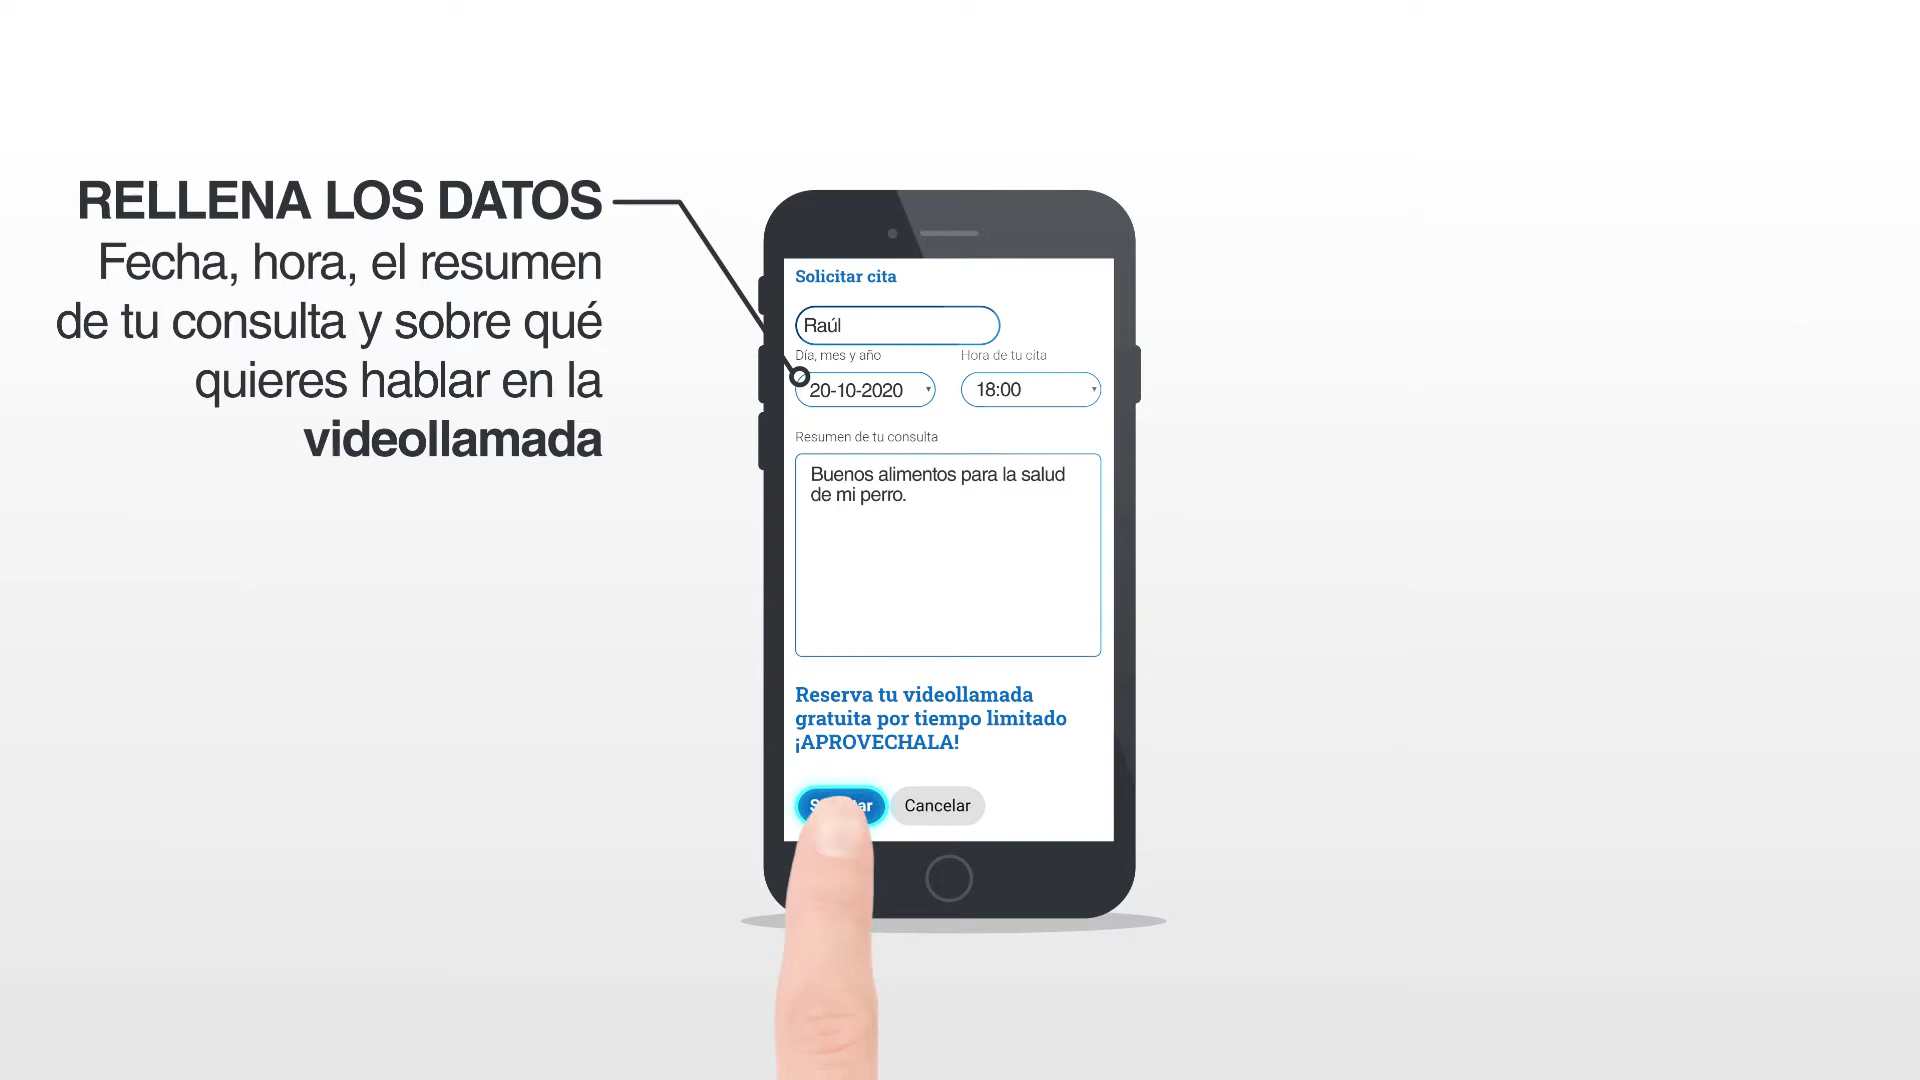 RELLENA LOS DATOS
Fecha, hora, el resumen
de tu consulta y sobre qué
quieres hablar en la
videollamada
Solicitar cita
Raúl
Día, mes y año
Hora de tu cita
20-10-2020
18:00
Resumen de tu consulta
Buenos alimentos para la salud
de mi perro.
Reserva tu videollamada
gratuita por tiempo limitado
¡APROVECHALA!
Cancelar